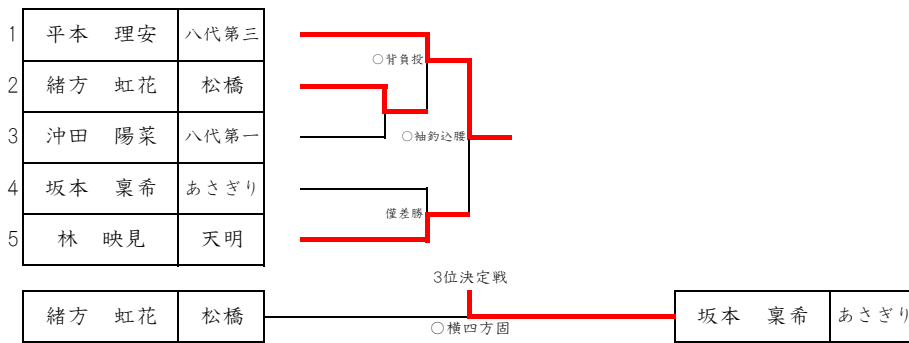 1 平本 理安 八代第三
○背負投
2 緒方 虹花 松橋
3 沖田 陽菜 八代第一
○袖釣込腰
4 坂本 稟希 あさぎり
僅差勝
5 林 映見 天明
3位決定戦
緒方 虹花 松橋 坂本 稟希 あさぎり
○横四方固